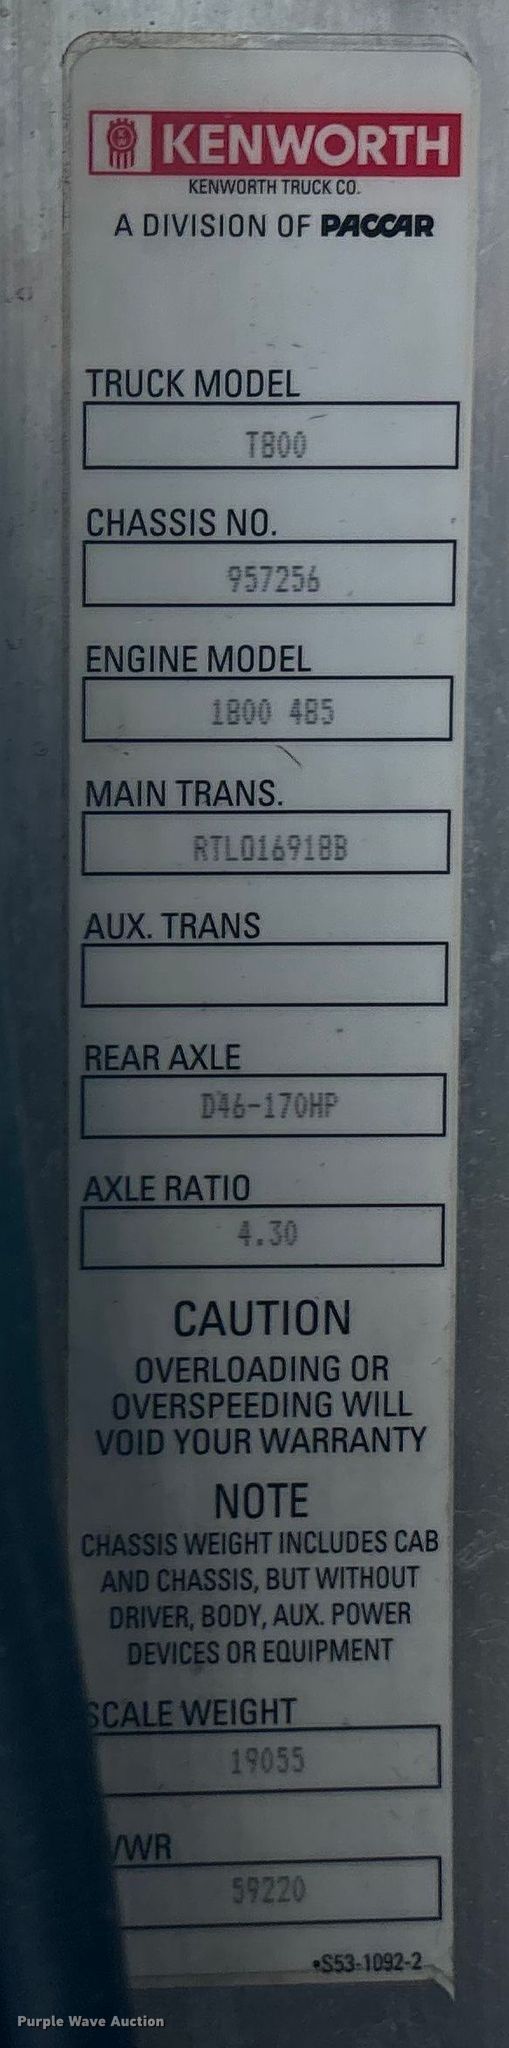 KW
KENWORTH
KENWORTH TRUCK CO.
A DIVISION OF PACCAR
TRUCK MODEL
T800
CHASSIS NO.
957256
ENGINE MODEL
1800 485
MAIN TRANS.
RTLO16918B
AUX. TRANS
REAR AXLE
D46-170HP
AXLE RATIO
4.30
CAUTION
OVERLOADING OR
OVERSPEEDING WILL
VOID YOUR WARRANTY
NOTE
CHASSIS WEIGHT INCLUDES CAB
AND CHASSIS, BUT WITHOUT
DRIVER, BODY, AUX. POWER
DEVICES OR EQUIPMENT
SCALE WEIGHT
19055
VWR
59220
•S53-1092-2
Purple Wave Auction